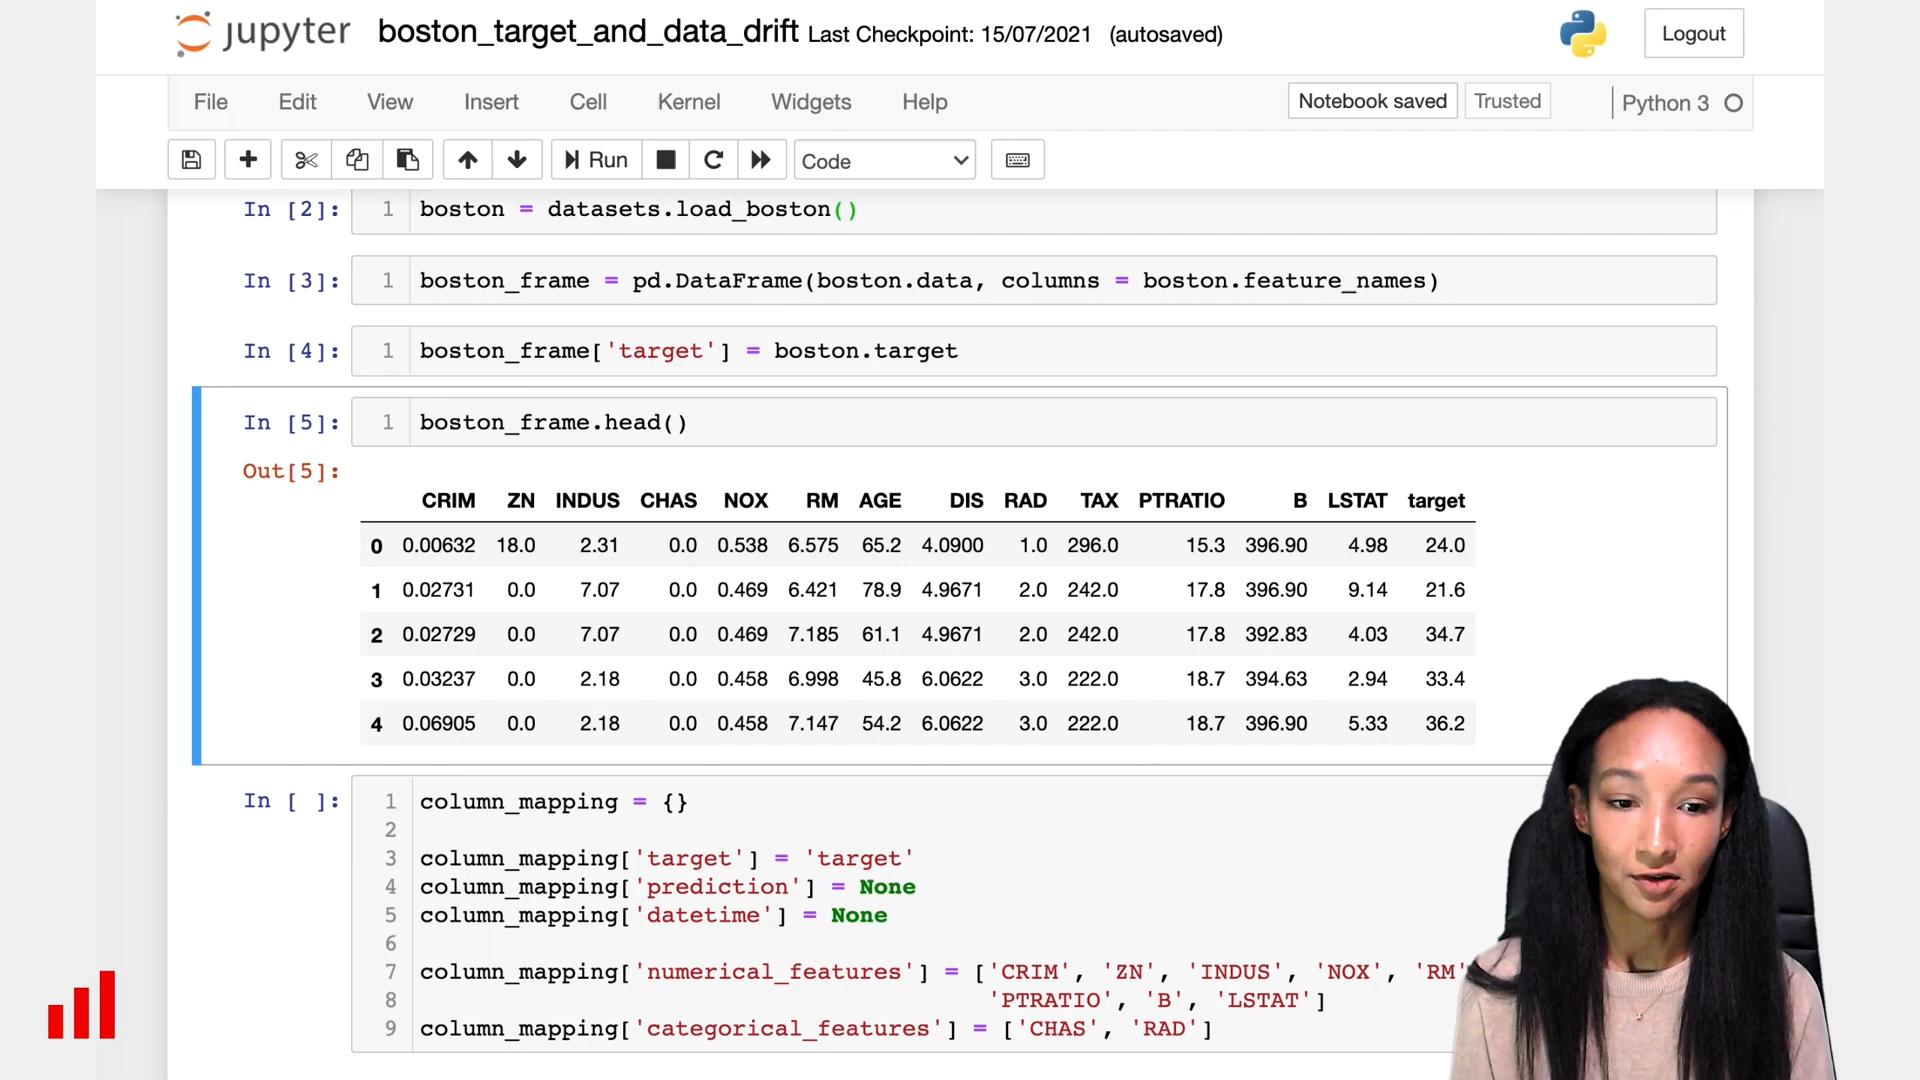 jupyter boston_target_and_data_drift Last Checkpoint: 15/07/2021 (autosaved) Logout
File Edit View Insert Cell Kernel Widgets Help Notebook saved Trusted Python 3
Run Code
In [2]: 1 boston = datasets.load_boston()
In [3]: 1 boston_frame = pd.DataFrame(boston.data, columns = boston.feature_names)
In [4]: 1 boston_frame['target'] = boston.target
In [5]: 1 boston_frame.head()
Out[5]:
CRIM ZN INDUS CHAS NOX RM AGE DIS RAD TAX PTRATIO B LSTAT target
0 0.00632 18.0 2.31 0.0 0.538 6.575 65.2 4.0900 1.0 296.0 15.3 396.90 4.98 24.0
1 0.02731 0.0 7.07 0.0 0.469 6.421 78.9 4.9671 2.0 242.0 17.8 396.90 9.14 21.6
2 0.02729 0.0 7.07 0.0 0.469 7.185 61.1 4.9671 2.0 242.0 17.8 392.83 4.03 34.7
3 0.03237 0.0 2.18 0.0 0.458 6.998 45.8 6.0622 3.0 222.0 18.7 394.63 2.94 33.4
4 0.06905 0.0 2.18 0.0 0.458 7.147 54.2 6.0622 3.0 222.0 18.7 396.90 5.33 36.2
In [ ]: 1 column_mapping = {}
2
3 column_mapping['target'] = 'target'
4 column_mapping['prediction'] = None
5 column_mapping['datetime'] = None
6
7 column_mapping['numerical_features'] = ['CRIM', 'ZN', 'INDUS', 'NOX', 'RM'
8 'PTRATIO', 'B', 'LSTAT']
9 column_mapping['categorical_features'] = ['CHAS', 'RAD']